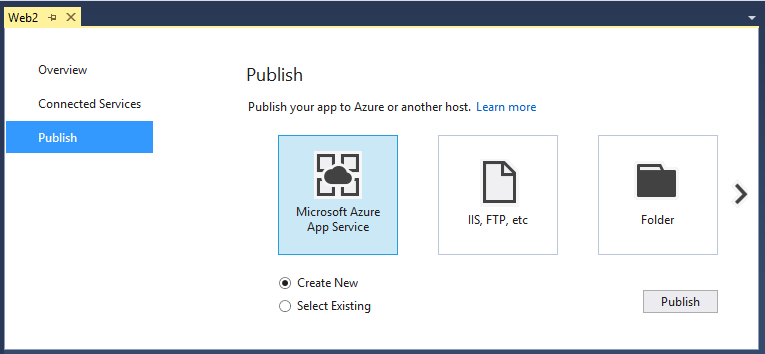 Web2
Overview
Connected Services
Publish
Publish
Publish your app to Azure or another host. Learn more
Microsoft Azure
App Service
IIS, FTP, etc
Folder
Create New
Select Existing
Publish